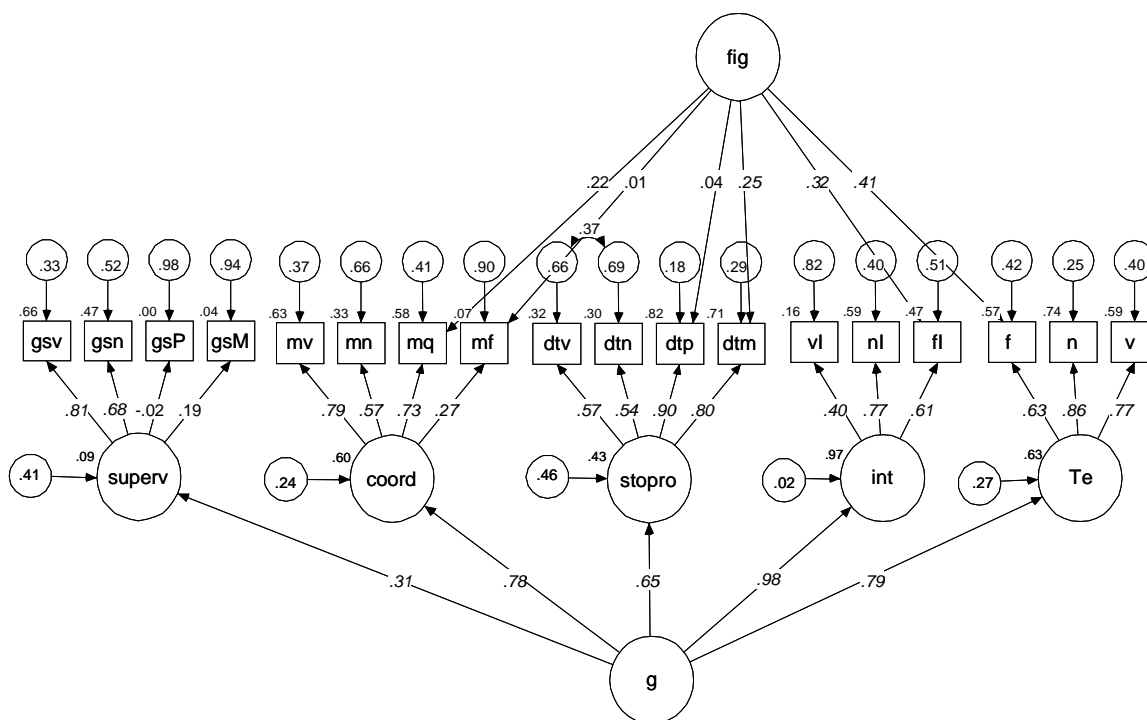 fig
.22 .01 .04 .25 .32 .41
.37
.33 .52 .98 .94 .37 .66 .41 .90 .66 .69 .18 .29 .82 .40 .51 .42 .25 .40
.66 .47 .00 .04 .63 .33 .58 .07 .32 .30 .82 .71 .16 .59 .47 .57 .74 .59
gsv gsn gsP gsM mv mn mq mf dtv dtn dtp dtm vI nI fI f n v
.81 .68 -.02 .19 .79 .57 .73 .27 .57 .54 .90 .80 .40 .77 .61 .63 .86 .77
.09 .60 .43 .97 .63
.41 superv .24 coord .46 stopro .02 int .27 Te
.31 .78 .65 .98 .79
g